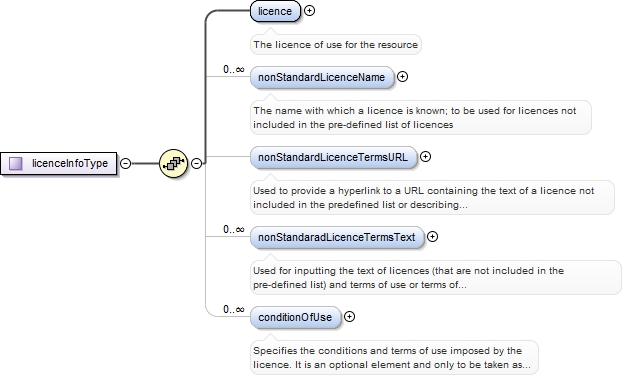 licence
The licence of use for the resource
0..∞
nonStandardLicenceName
The name with which a licence is known; to be used for licences not
included in the pre-defined list of licences
licenceInfoType
nonStandardLicenceTermsURL
Used to provide a hyperlink to a URL containing the text of a licence not
included in the predefined list or describing...
0..∞
nonStandaradLicenceTermsText
Used for inputting the text of licences (that are not included in the
pre-defined list) and terms of use or terms of...
0..∞
conditionOfUse
Specifies the conditions and terms of use imposed by the
licence. It is an optional element and only to be taken as...